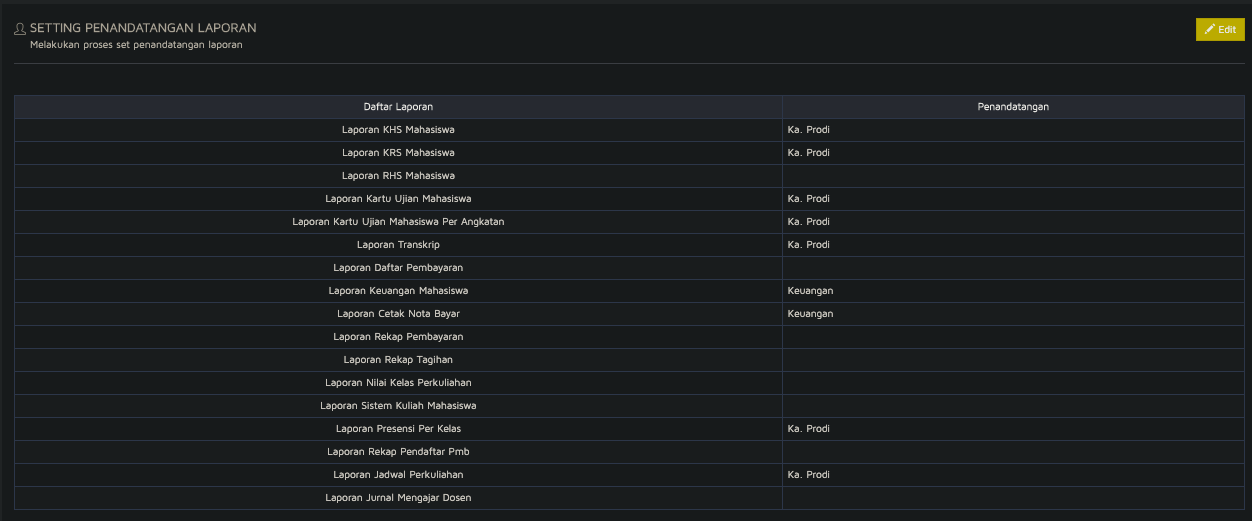 SETTING PENANDATANGAN LAPORAN
Edit
Melakukan proses set penandatangan laporan
Daftar Laporan Penandatangan
Laporan KHS Mahasiswa Ka. Prodi
Laporan KRS Mahasiswa Ka. Prodi
Laporan RHS Mahasiswa
Laporan Kartu Ujian Mahasiswa Ka. Prodi
Laporan Kartu Ujian Mahasiswa Per Angkatan Ka. Prodi
Laporan Transkrip Ka. Prodi
Laporan Daftar Pembayaran
Laporan Keuangan Mahasiswa Keuangan
Laporan Cetak Nota Bayar Keuangan
Laporan Rekap Pembayaran
Laporan Rekap Tagihan
Laporan Nilai Kelas Perkuliahan
Laporan Sistem Kuliah Mahasiswa
Laporan Presensi Per Kelas Ka. Prodi
Laporan Rekap Pendaftar Pmb
Laporan Jadwal Perkuliahan Ka. Prodi
Laporan Jurnal Mengajar Dosen